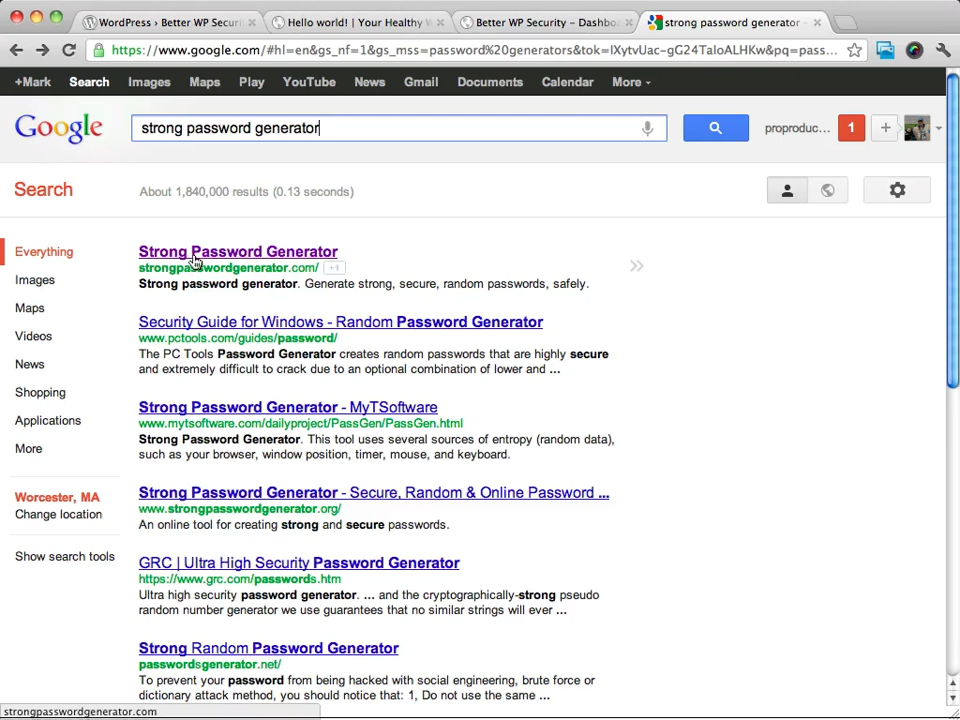 WordPress › Better WP Securi
Hello world! | Your Healthy
Better WP Security – Dashbo
strong password generator -
https://www.google.com/#hl=en&gs_nf=1&gs_mss=password%20generators&tok=lXytvUac-gG24TaloALHKw&pq=pass...
+Mark Search Images Maps Play YouTube News Gmail Documents Calendar More
Google
strong password generator
proproduc... 1 +
Search
About 1,840,000 results (0.13 seconds)
Everything
Images
Maps
Videos
News
Shopping
Applications
More
Worcester, MA
Change location
Show search tools
Strong Password Generator
strongpasswordgenerator.com/ +1
Strong password generator. Generate strong, secure, random passwords, safely.
Security Guide for Windows - Random Password Generator
www.pctools.com/guides/password/
The PC Tools Password Generator creates random passwords that are highly secure
and extremely difficult to crack due to an optional combination of lower and ...
Strong Password Generator - MyTSoftware
www.mytsoftware.com/dailyproject/PassGen/PassGen.html
Strong Password Generator. This tool uses several sources of entropy (random data),
such as your browser, window position, timer, mouse, and keyboard.
Strong Password Generator - Secure, Random & Online Password ...
www.strongpasswordgenerator.org/
An online tool for creating strong and secure passwords.
GRC | Ultra High Security Password Generator
https://www.grc.com/passwords.htm
Ultra high security password generator. ... and the cryptographically-strong pseudo
random number generator we use guarantees that no similar strings will ever ...
Strong Random Password Generator
passwordsgenerator.net/
To prevent your password from being hacked with social engineering, brute force or
dictionary attack method, you should notice that: 1, Do not use the same ...
strongpasswordgenerator.com